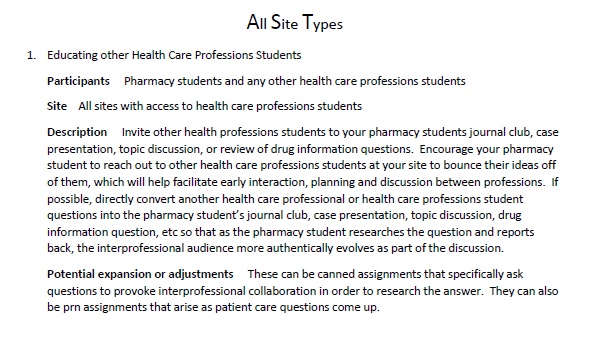 All Site Types
1. Educating other Health Care Professions Students
Participants Pharmacy students and any other health care professions students
Site All sites with access to health care professions students
Description Invite other health professions students to your pharmacy students journal club, case
presentation, topic discussion, or review of drug information questions. Encourage your pharmacy
student to reach out to other health care professions students at your site to bounce their ideas off
of them, which will help facilitate early interaction, planning and discussion between professions. If
possible, directly convert another health care professional or health care professions student
questions into the pharmacy student's journal club, case presentation, topic discussion, drug
information question, etc so that as the pharmacy student researches the question and reports
back, the interprofessional audience more authentically evolves as part of the discussion.
Potential expansion or adjustments These can be canned assignments that specifically ask
questions to provoke interprofessional collaboration in order to research the answer. They can also
be prn assignments that arise as patient care questions come up.